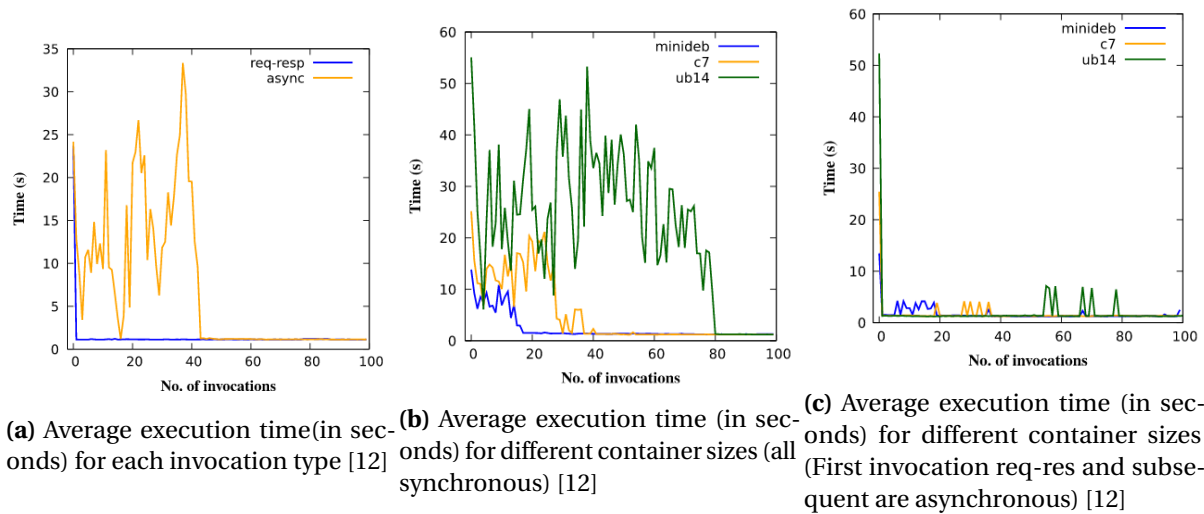 35
30
25
20
15
10
5
0
0 20 40 60 80 100
Time (s)
No. of invocations
req-resp
async
(a) Average execution time(in sec-
onds) for each invocation type [12]
60
50
40
30
20
10
0
0 20 40 60 80 100
Time (s)
No. of invocations
minideb
c7
ub14
(b) Average execution time (in sec-
onds) for different container sizes (all
synchronous) [12]
60
50
40
30
20
10
0
0 20 40 60 80 100
Time (s)
No. of invocations
minideb
c7
ub14
(c) Average execution time (in sec-
onds) for different container sizes
(First invocation req-res and subse-
quent are asynchronous) [12]